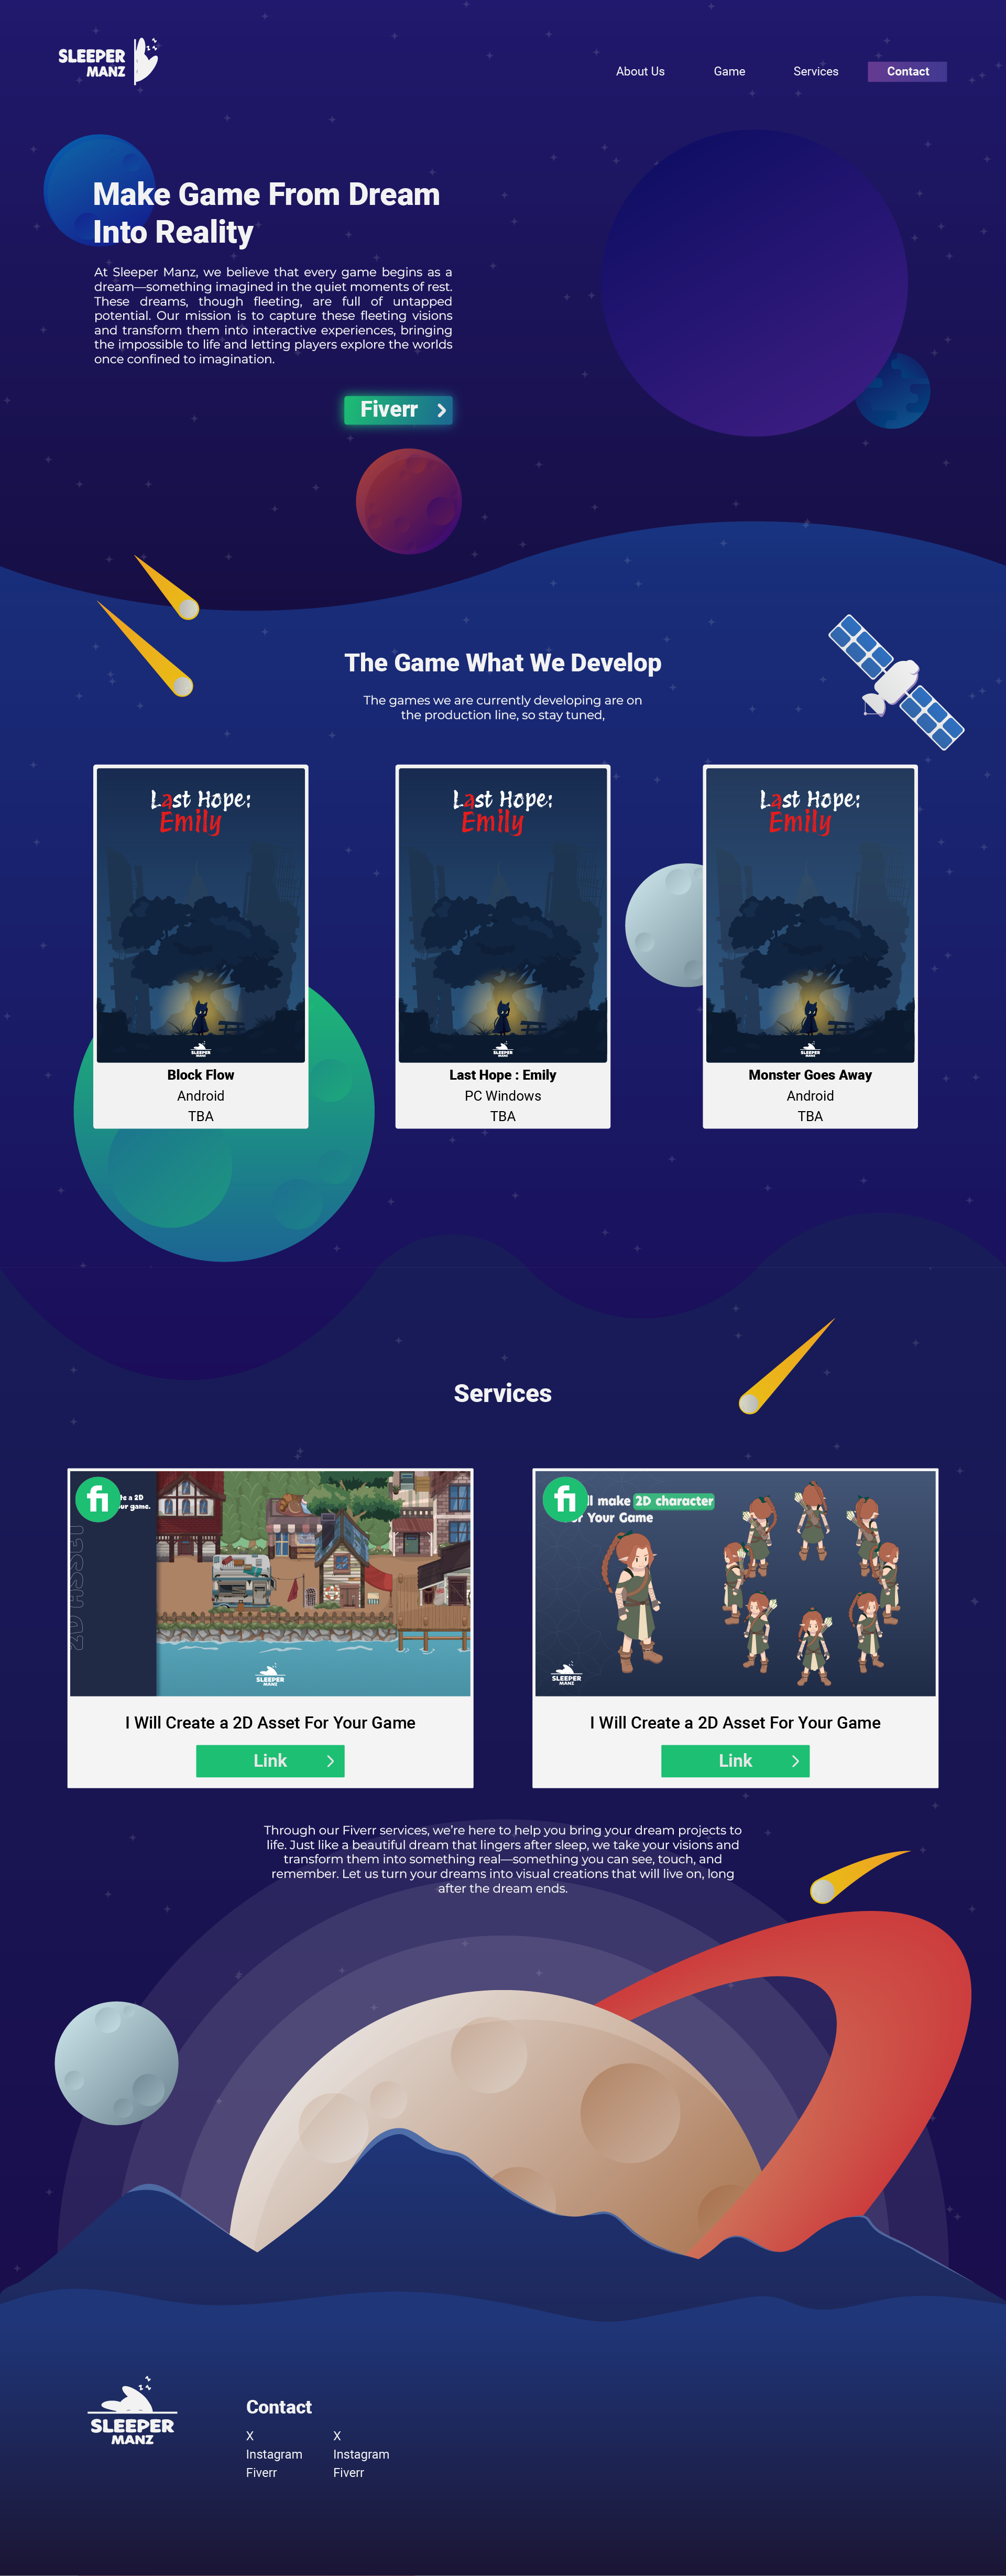 SLEEPER
MANZ
About Us
Game
Services
Contact
Make Game From Dream
Into Reality
At Sleeper Manz, we believe that every game begins as a
dream—something imagined in the quiet moments of rest.
These dreams, though fleeting, are full of untapped
potential. Our mission is to capture these fleeting visions
and transform them into interactive experiences, bringing
the impossible to life and letting players explore the worlds
once confined to imagination.
Fiverr
The Game What We Develop
The games we are currently developing are on
the production line, so stay tuned,
Last Hope:
Emily
SLEEPER
MANZ
Block Flow
Android
TBA
Last Hope:
Emily
SLEEPER
MANZ
Last Hope : Emily
PC Windows
TBA
Last Hope:
Emily
SLEEPER
MANZ
Monster Goes Away
Android
TBA
Services
fi
a 2D
game.
2D ASSET
SLEEPER
MANZ
I Will Create a 2D Asset For Your Game
Link
fi
make 2D character
Your Game
SLEEPER
MANZ
I Will Create a 2D Asset For Your Game
Link
Through our Fiverr services, we're here to help you bring your dream projects to
life. Just like a beautiful dream that lingers after sleep, we take your visions and
transform them into something real—something you can see, touch, and
remember. Let us turn your dreams into visual creations that will live on, long
after the dream ends.
SLEEPER
MANZ
Contact
X
Instagram
Fiverr
X
Instagram
Fiverr